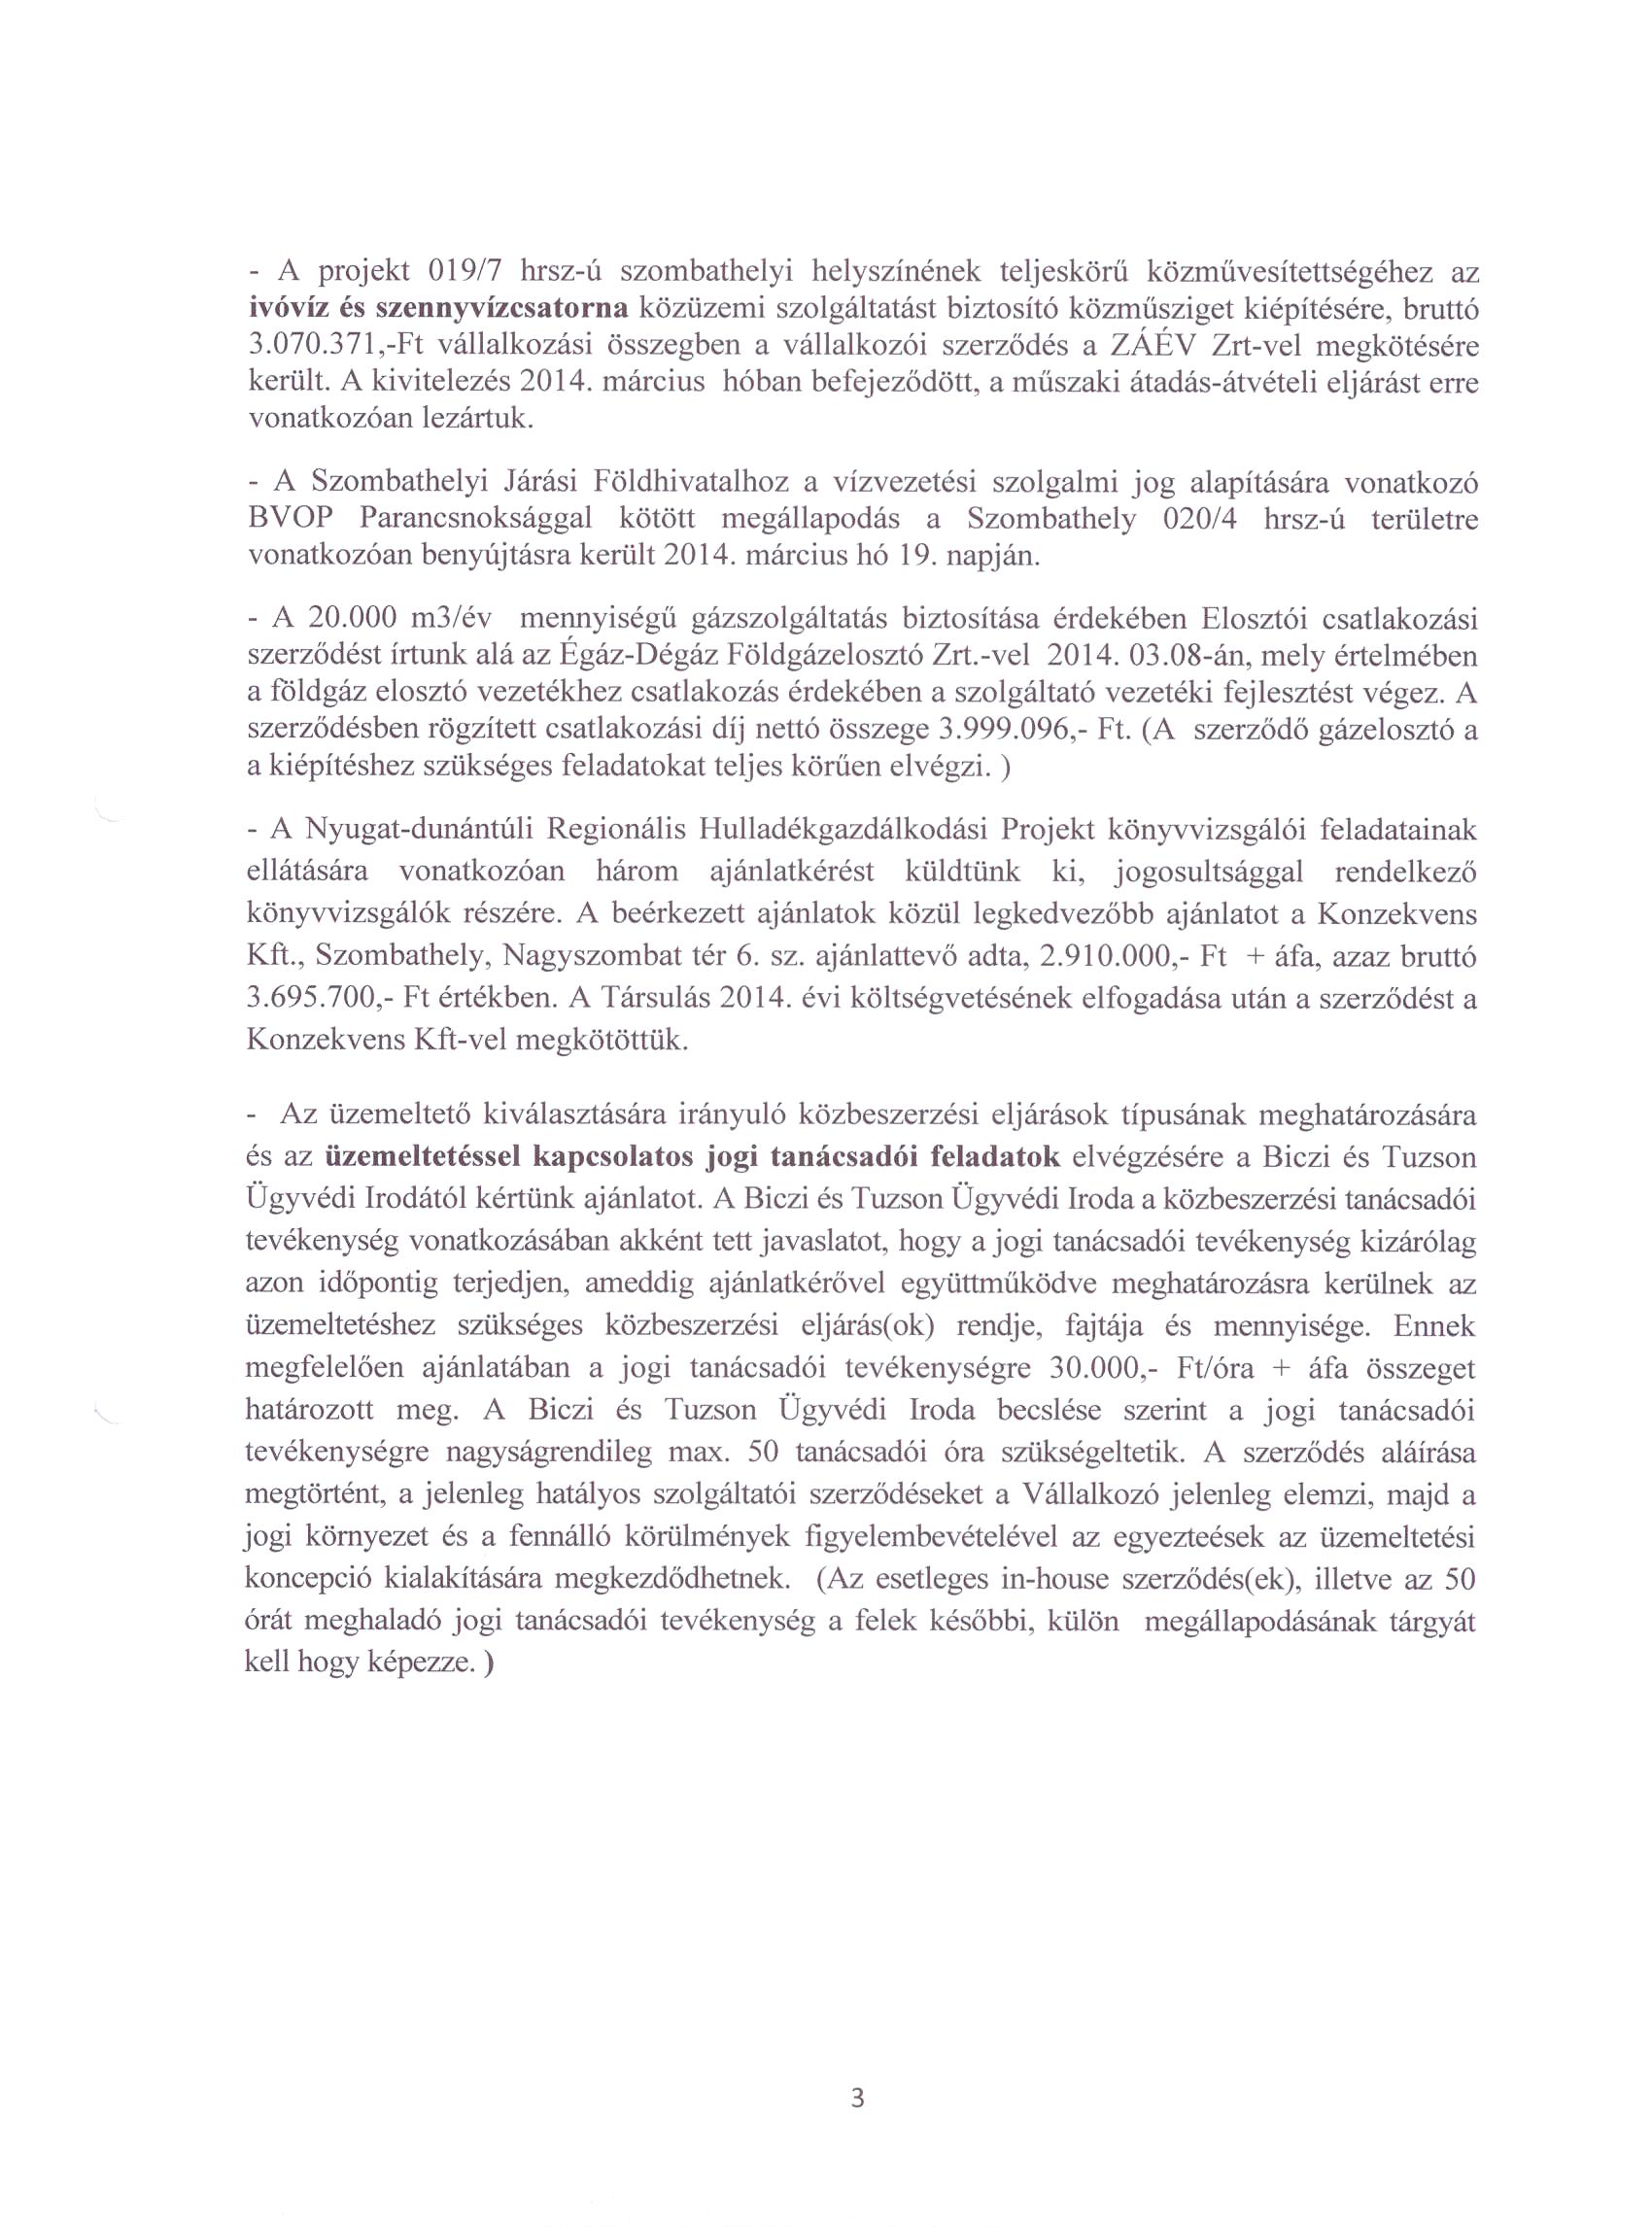 - A projekt 019/7 hrsz-ú szombathelyi helyszínének teljeskörű közművesítettségéhez az
ivóvíz és szennyvízcsatorna közüzemi szolgáltatást biztosító közműsziget kiépítésére, bruttó
3.070.371,-Ft vállalkozási összegben a vállalkozói szerződés a ZÁÉV Zrt-vel megkötésére
került. A kivitelezés 2014. március hóban befejeződött, a műszaki átadás-átvételi eljárást erre
vonatkozóan lezártuk.
- A Szombathelyi Járási Földhivatalhoz a vízvezetési szolgalmi jog alapítására vonatkozó
BVOP Parancsnoksággal kötött megállapodás a Szombathely 020/4 hrsz-ú területre
vonatkozóan benyújtásra került 2014. március hó 19. napján.
- A 20.000 m3/év mennyiségű gázszolgáltatás biztosítása érdekében Elosztói csatlakozási
szerződést írtunk alá az Égáz-Dégáz Földgázelosztó Zrt.-vel 2014. 03.08-án, mely értelmében
a földgáz elosztó vezetékhez csatlakozás érdekében a szolgáltató vezetéki fejlesztést végez. A
szerződésben rögzített csatlakozási díj nettó összege 3.999.096,- Ft. (A szerződő gázelosztó a
a kiépítéshez szükséges feladatokat teljes körűen elvégzi. )
- A Nyugat-dunántúli Regionális Hulladékgazdálkodási Projekt könyvvizsgálói feladatainak
ellátására vonatkozóan három ajánlatkérést küldtünk ki, jogosultsággal rendelkező
könyvvizsgálók részére. A beérkezett ajánlatok közül legkedvezőbb ajánlatot a Konzekvens
Kft., Szombathely, Nagyszombat tér 6. sz. ajánlattevő adta, 2.910.000,- Ft + áfa, azaz bruttó
3.695.700,- Ft értékben. A Társulás 2014. évi költségvetésének elfogadása után a szerződést a
Konzekvens Kft-vel megkötöttük.
- Az üzemeltető kiválasztására irányuló közbeszerzési eljárások típusának meghatározására
és az üzemeltetéssel kapcsolatos jogi tanácsadói feladatok elvégzésére a Biczi és Tuzson
Ügyvédi Irodától kértünk ajánlatot. A Biczi és Tuzson Ügyvédi Iroda a közbeszerzési tanácsadói
tevékenység vonatkozásában akként tett javaslatot, hogy a jogi tanácsadói tevékenység kizárólag
azon időpontig terjedjen, ameddig ajánlatkérővel együttműködve meghatározásra kerülnek az
üzemeltetéshez szükséges közbeszerzési eljárás(ok) rendje, fajtája és mennyisége. Ennek
megfelelően ajánlatában a jogi tanácsadói tevékenységre 30.000,- Ft/óra + áfa összeget
határozott meg. A Biczi és Tuzson Ügyvédi Iroda becslése szerint a jogi tanácsadói
tevékenységre nagyságrendileg max. 50 tanácsadói óra szükségeltetik. A szerződés aláírása
megtörtént, a jelenleg hatályos szolgáltatói szerződéseket a Vállalkozó jelenleg elemzi, majd a
jogi környezet és a fennálló körülmények figyelembevételével az egyezteések az üzemeltetési
koncepció kialakítására megkezdődhetnek. (Az esetleges in-house szerződés(ek), illetve az 50
órát meghaladó jogi tanácsadói tevékenység a felek későbbi, külön megállapodásának tárgyát
kell hogy képezze. )
3